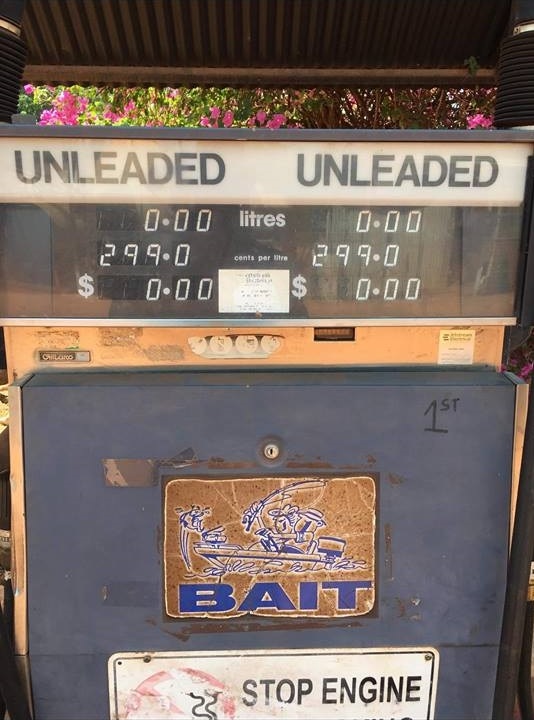 UNLEADED UNLEADED
0.00 litres 0.00
299.0 cents per litre 299.0
$ 0.00 $ 0.00
1ST
BAIT
STOP ENGINE